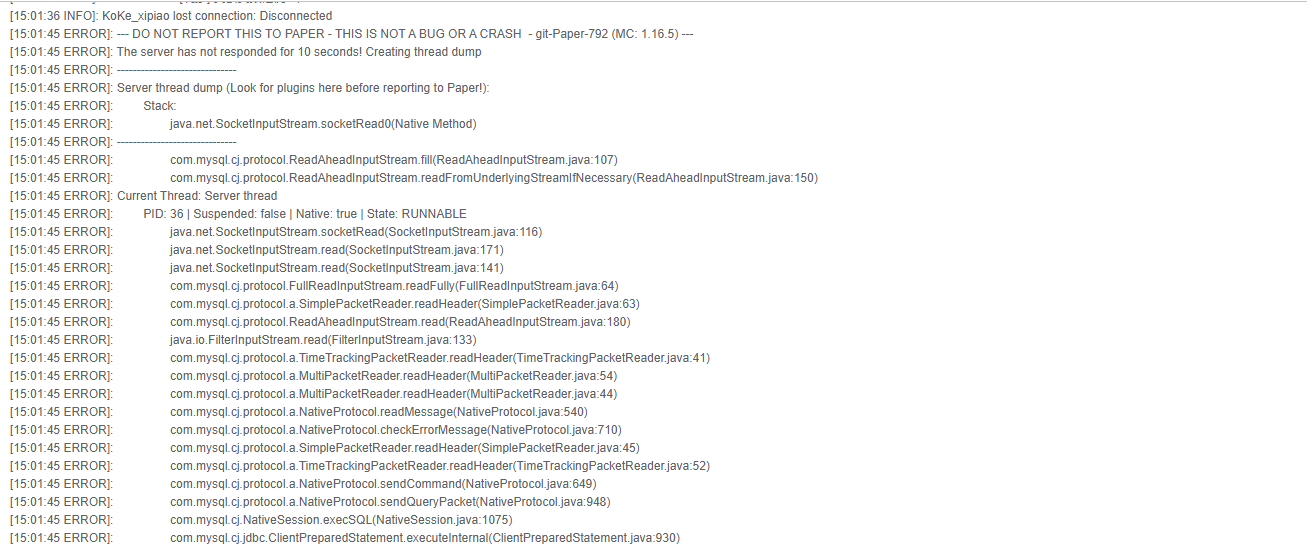 [15:01:36 INFO]: KoKe_xipiao lost connection: Disconnected
[15:01:45 ERROR]: --- DO NOT REPORT THIS TO PAPER - THIS IS NOT A BUG OR A CRASH - git-Paper-792 (MC: 1.16.5) ---
[15:01:45 ERROR]: The server has not responded for 10 seconds! Creating thread dump
[15:01:45 ERROR]: ------------------------------
[15:01:45 ERROR]: Server thread dump (Look for plugins here before reporting to Paper!):
[15:01:45 ERROR]: Stack:
[15:01:45 ERROR]: java.net.SocketInputStream.socketRead0(Native Method)
[15:01:45 ERROR]: ------------------------------
[15:01:45 ERROR]: com.mysql.cj.protocol.ReadAheadInputStream.fill(ReadAheadInputStream.java:107)
[15:01:45 ERROR]: com.mysql.cj.protocol.ReadAheadInputStream.readFromUnderlyingStreamIfNecessary(ReadAheadInputStream.java:150)
[15:01:45 ERROR]: Current Thread: Server thread
[15:01:45 ERROR]: PID: 36 | Suspended: false | Native: true | State: RUNNABLE
[15:01:45 ERROR]: java.net.SocketInputStream.socketRead(SocketInputStream.java:116)
[15:01:45 ERROR]: java.net.SocketInputStream.read(SocketInputStream.java:171)
[15:01:45 ERROR]: java.net.SocketInputStream.read(SocketInputStream.java:141)
[15:01:45 ERROR]: com.mysql.cj.protocol.FullReadInputStream.readFully(FullReadInputStream.java:64)
[15:01:45 ERROR]: com.mysql.cj.protocol.a.SimplePacketReader.readHeader(SimplePacketReader.java:63)
[15:01:45 ERROR]: com.mysql.cj.protocol.ReadAheadInputStream.read(ReadAheadInputStream.java:180)
[15:01:45 ERROR]: java.io.FilterInputStream.read(FilterInputStream.java:133)
[15:01:45 ERROR]: com.mysql.cj.protocol.a.TimeTrackingPacketReader.readHeader(TimeTrackingPacketReader.java:41)
[15:01:45 ERROR]: com.mysql.cj.protocol.a.MultiPacketReader.readHeader(MultiPacketReader.java:54)
[15:01:45 ERROR]: com.mysql.cj.protocol.a.MultiPacketReader.readHeader(MultiPacketReader.java:44)
[15:01:45 ERROR]: com.mysql.cj.protocol.a.NativeProtocol.readMessage(NativeProtocol.java:540)
[15:01:45 ERROR]: com.mysql.cj.protocol.a.NativeProtocol.checkErrorMessage(NativeProtocol.java:710)
[15:01:45 ERROR]: com.mysql.cj.protocol.a.SimplePacketReader.readHeader(SimplePacketReader.java:45)
[15:01:45 ERROR]: com.mysql.cj.protocol.a.TimeTrackingPacketReader.readHeader(TimeTrackingPacketReader.java:52)
[15:01:45 ERROR]: com.mysql.cj.protocol.a.NativeProtocol.sendCommand(NativeProtocol.java:649)
[15:01:45 ERROR]: com.mysql.cj.protocol.a.NativeProtocol.sendQueryPacket(NativeProtocol.java:948)
[15:01:45 ERROR]: com.mysql.cj.NativeSession.execSQL(NativeSession.java:1075)
[15:01:45 ERROR]: com.mysql.cj.jdbc.ClientPreparedStatement.executeInternal(ClientPreparedStatement.java:930)